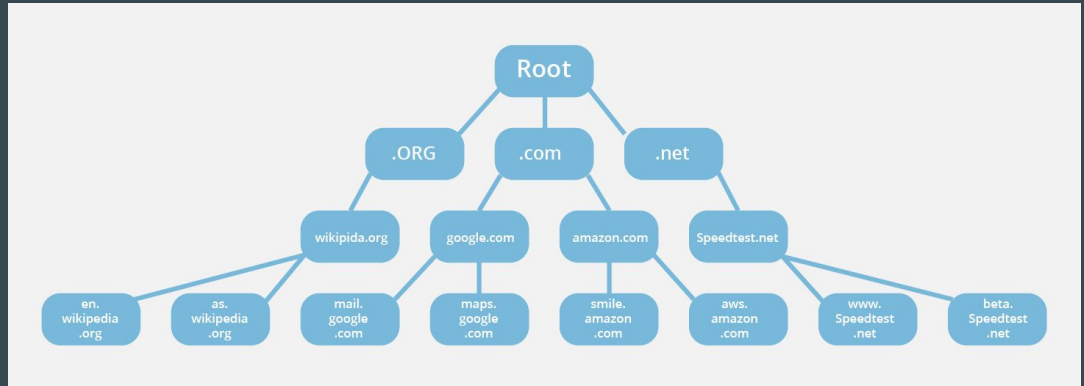 Root
.ORG
.com
.net
wikipida.org
google.com
amazon.com
Speedtest.net
en.
wikipedia
.org
as.
wikipedia
.org
mail.
google
.com
maps.
google
.com
smile.
amazon
.com
aws.
amazon
.com
www.
Speedtest
.net
beta.
Speedtest
.net